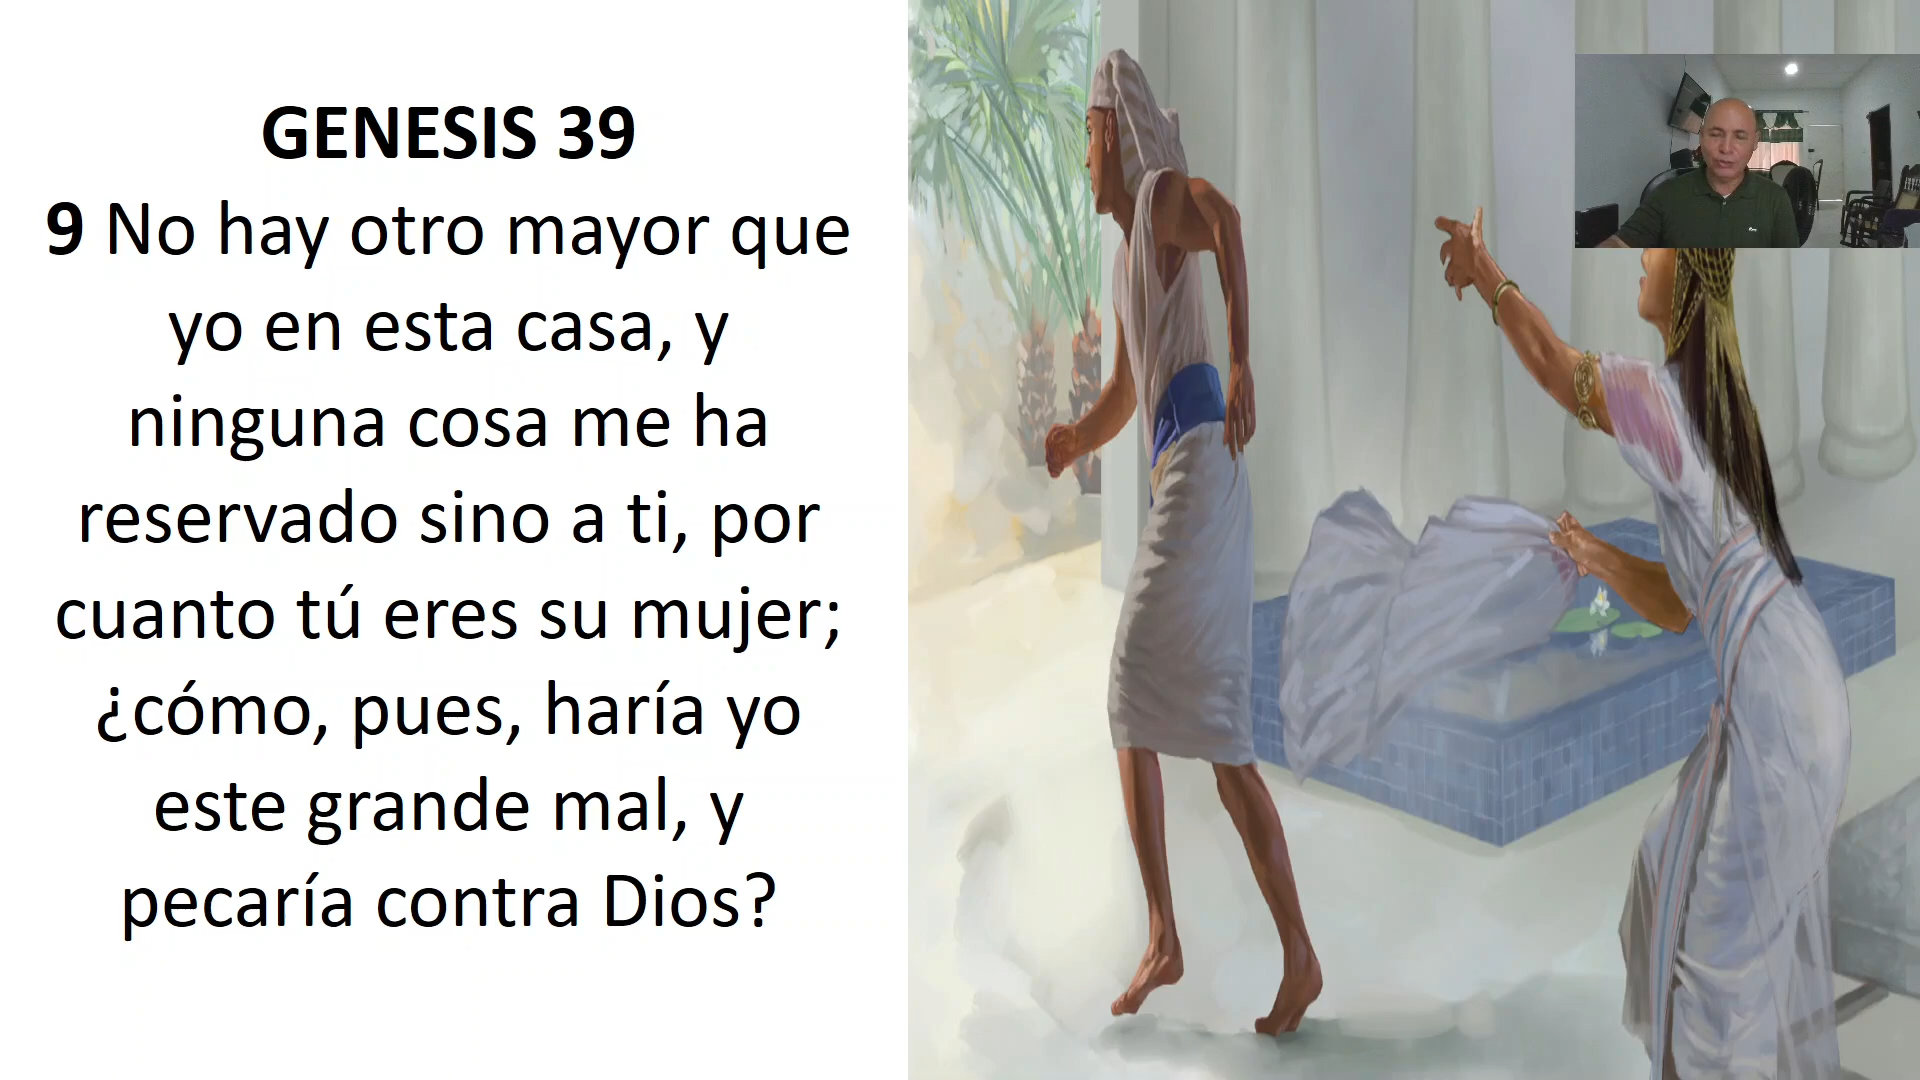 GENESIS 39
9 No hay otro mayor que
yo en esta casa, y
ninguna cosa me ha
reservado sino a ti, por
cuanto tú eres su mujer;
¿cómo, pues, haría yo
este grande mal, y
pecaría contra Dios?